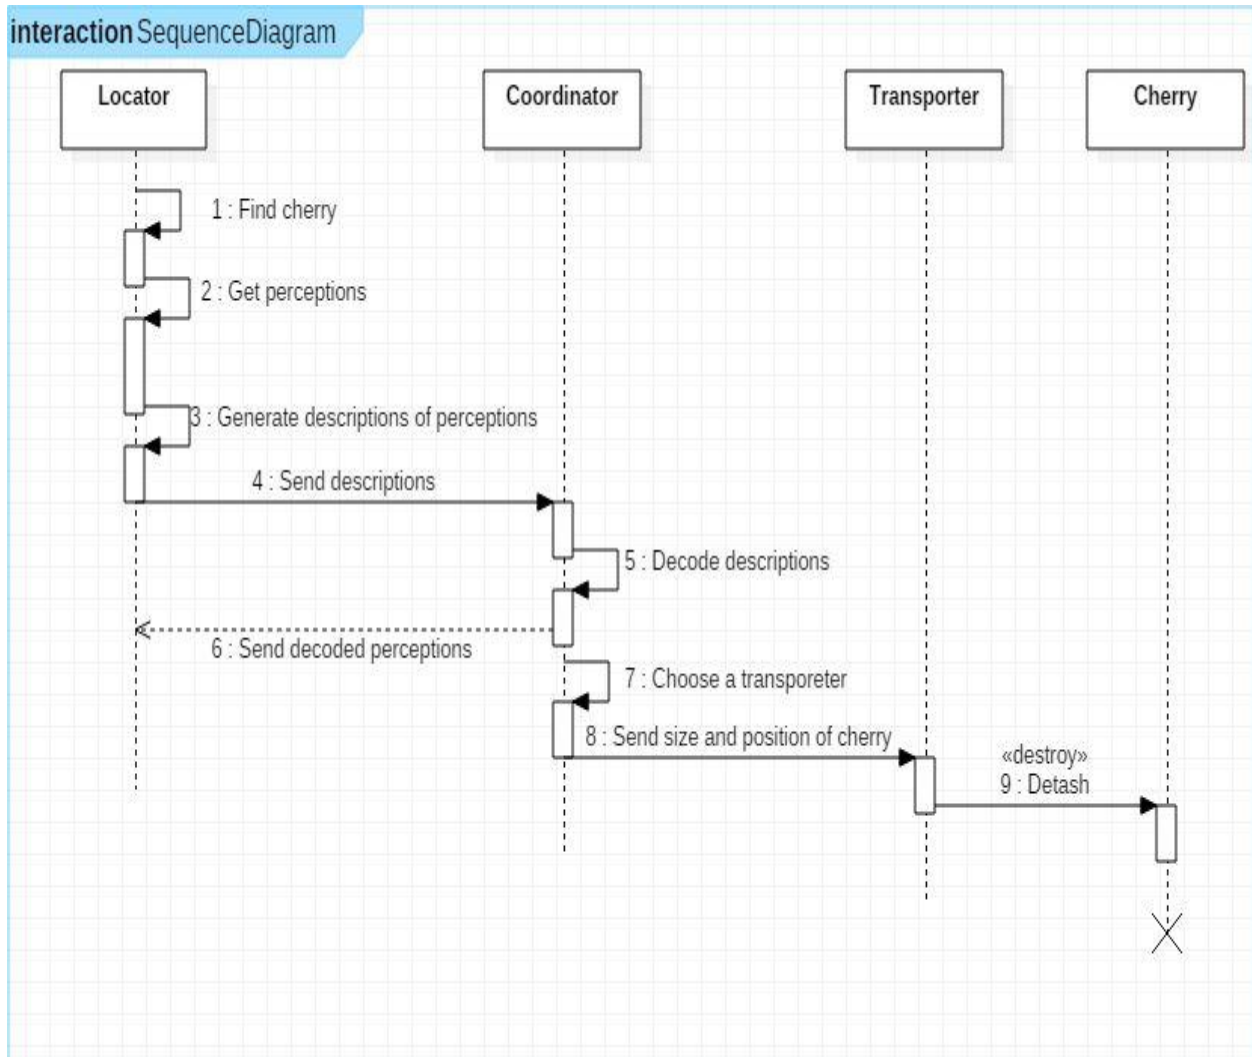 interaction SequenceDiagram
Locator
Coordinator
Transporter
Cherry
1 : Find cherry
2 : Get perceptions
3 : Generate descriptions of perceptions
4 : Send descriptions
5 : Decode descriptions
6 : Send decoded perceptions
7 : Choose a transporeter
8 : Send size and position of cherry
«destroy»
9 : Detash